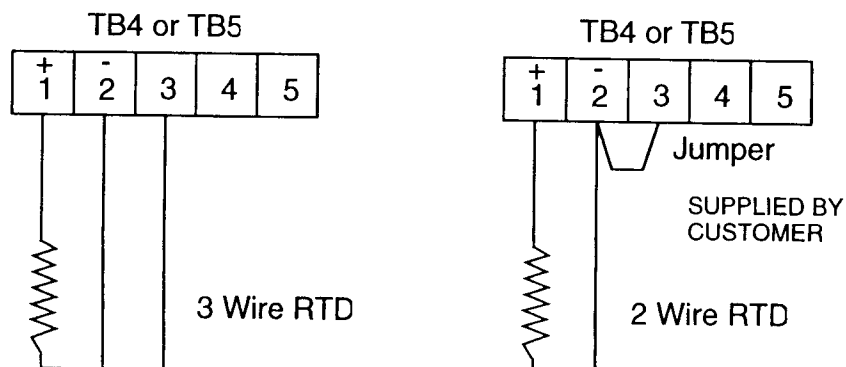 TB4 or TB5
+ -
1 2 3 4 5
3 Wire RTD
TB4 or TB5
+ -
1 2 3 4 5
Jumper
SUPPLIED BY
CUSTOMER
2 Wire RTD